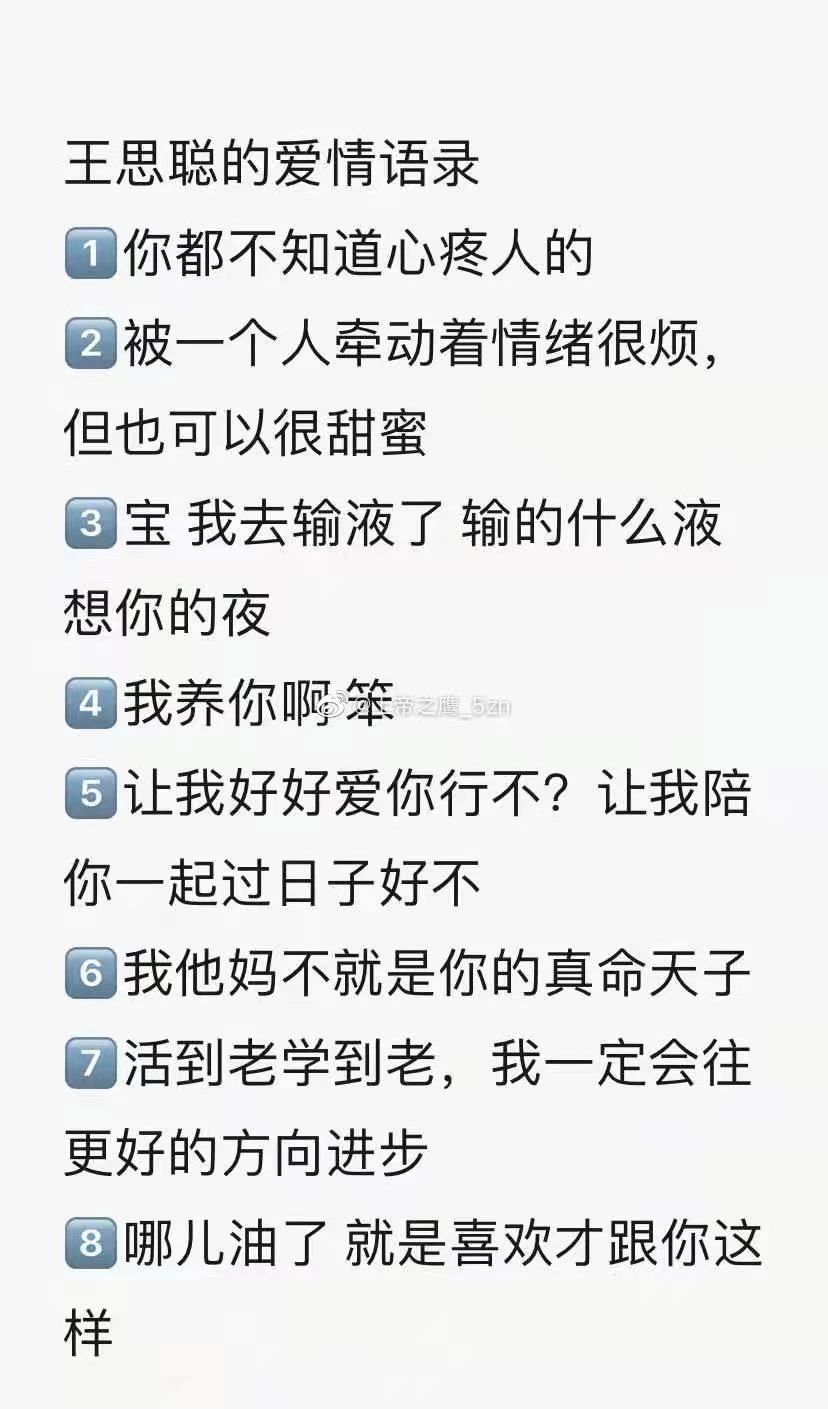 王思聪的爱情语录
1你都不知道心疼人的
2被一个人牵动着情绪很烦，
但也可以很甜蜜
3宝 我去输液了 输的什么液
想你的夜
4我养你啊 笨
@上帝之鹰_5zn
5让我好好爱你行不？让我陪
你一起过日子好不
6我他妈不就是你的真命天子
7活到老学到老，我一定会往
更好的方向进步
8哪儿油了 就是喜欢才跟你这
样